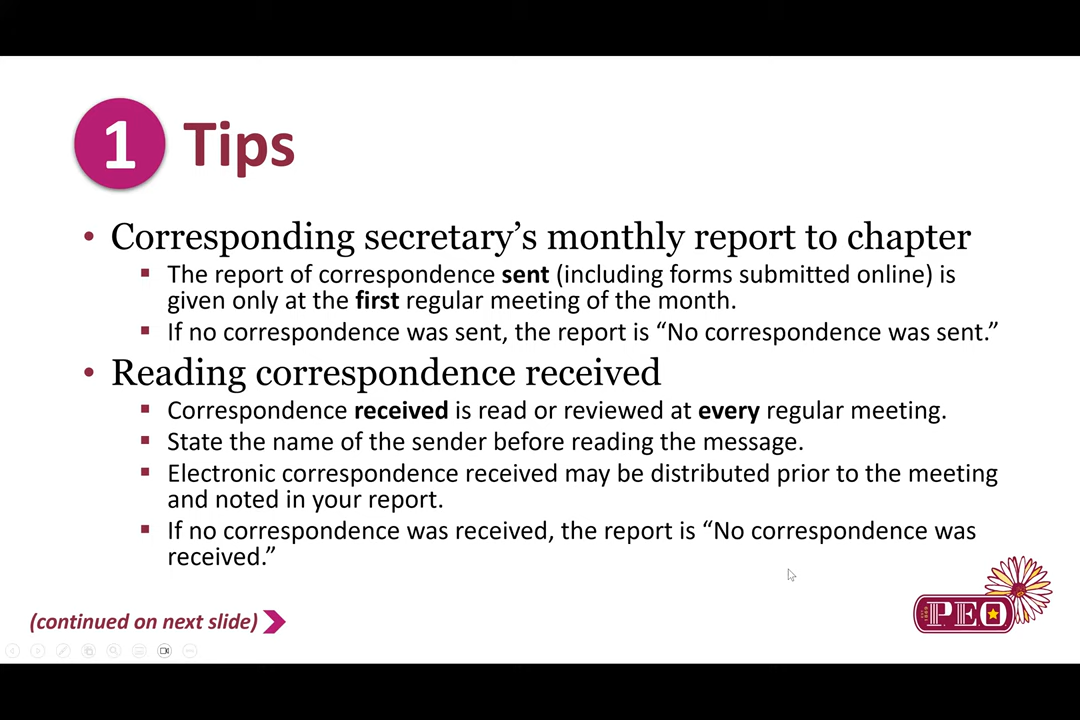 1 Tips
• Corresponding secretary’s monthly report to chapter
▪ The report of correspondence sent (including forms submitted online) is
given only at the first regular meeting of the month.
▪ If no correspondence was sent, the report is “No correspondence was sent.”
• Reading correspondence received
▪ Correspondence received is read or reviewed at every regular meeting.
▪ State the name of the sender before reading the message.
▪ Electronic correspondence received may be distributed prior to the meeting
and noted in your report.
▪ If no correspondence was received, the report is “No correspondence was
received.”
(continued on next slide)
PEO